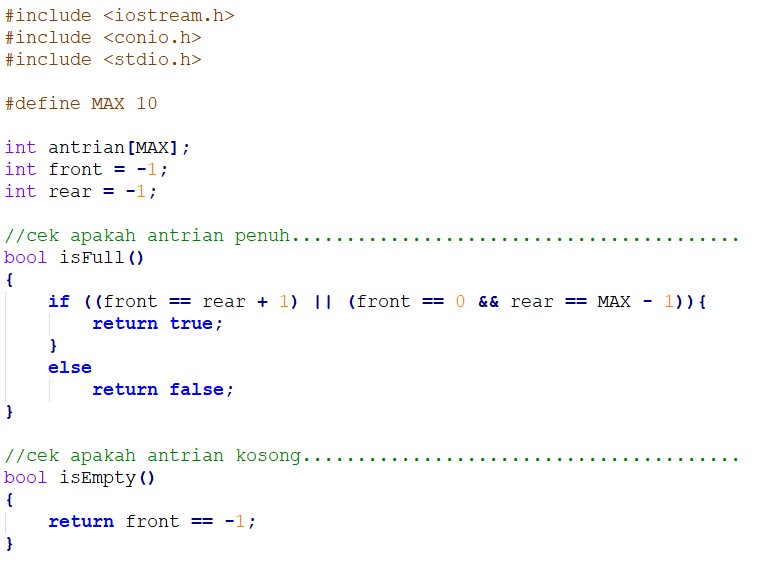 #include <iostream.h>
#include <conio.h>
#include <stdio.h>

#define MAX 10

int antrian[MAX];
int front = -1;
int rear = -1;

//cek apakah antrian penuh.........................................
bool isFull()
{
    if ((front == rear + 1) || (front == 0 && rear == MAX - 1)){
        return true;
    }
    else
        return false;
}

//cek apakah antrian kosong........................................
bool isEmpty()
{
    return front == -1;
}